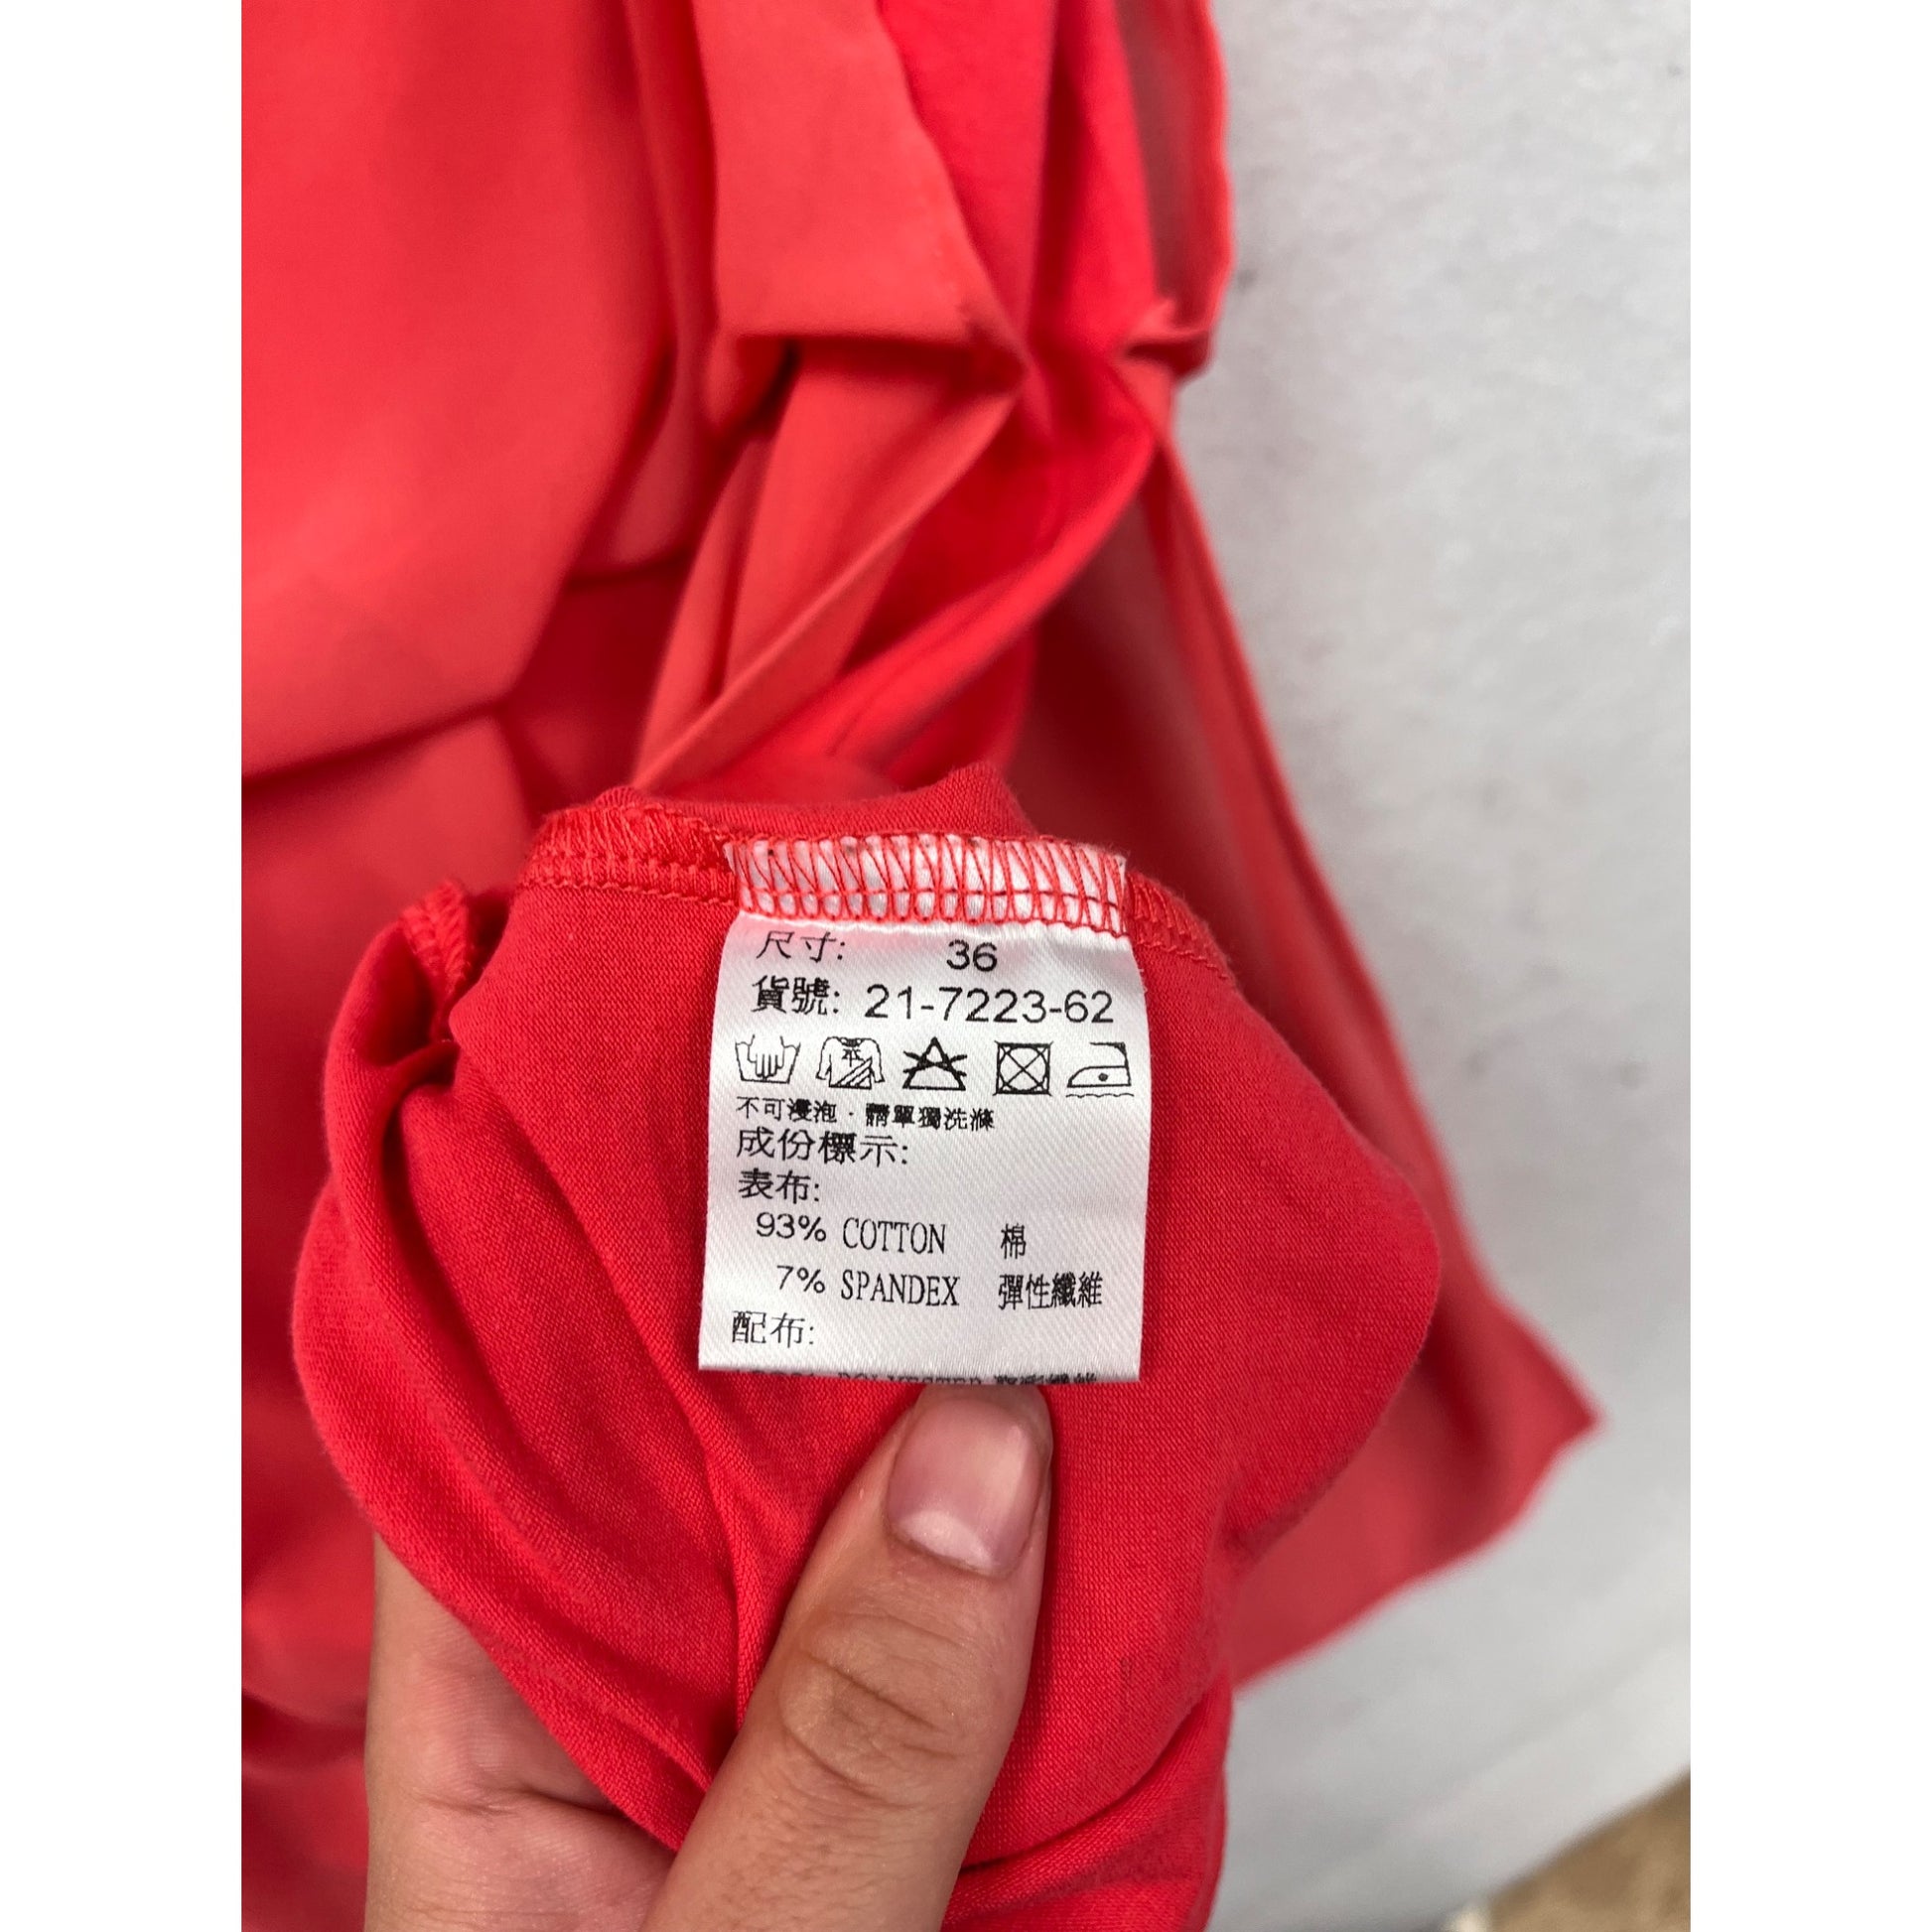 尺寸: 36
貨號: 21-7223-62
不可浸泡·請單獨洗滌
成份標示:
表布:
93% COTTON 棉
7% SPANDEX 彈性纖維
配布:
POLYESTER